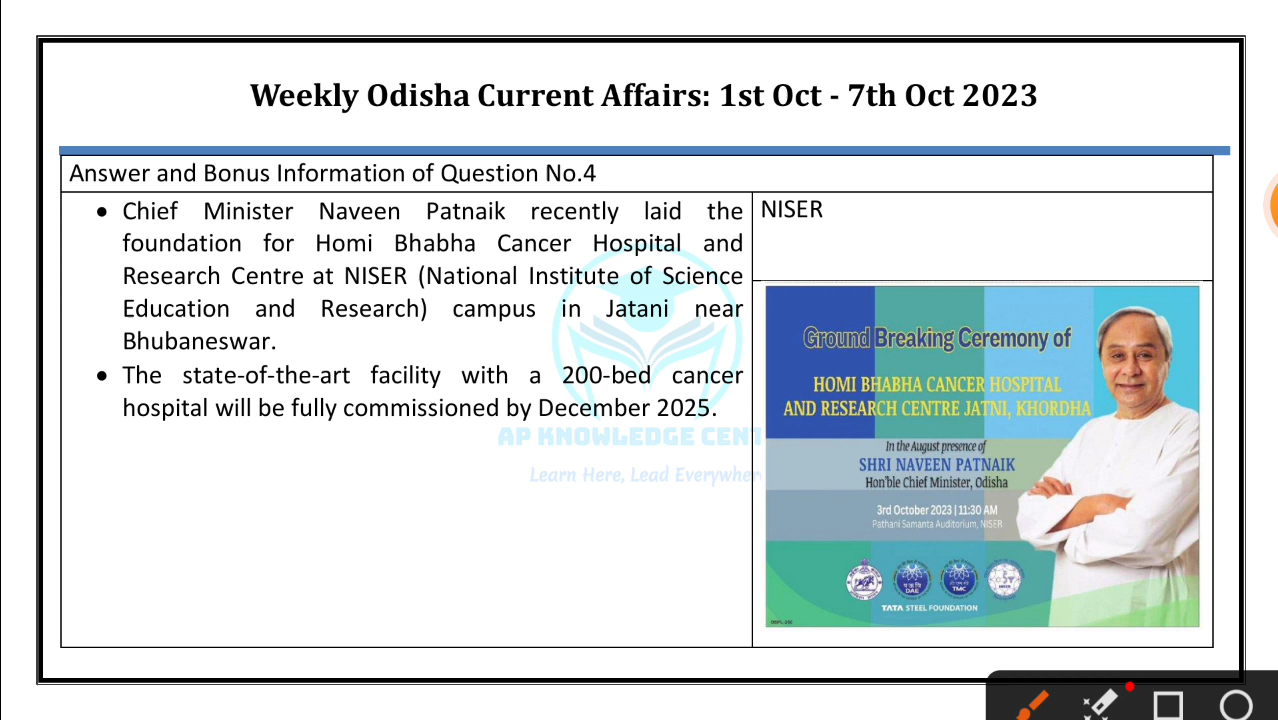 Weekly Odisha Current Affairs: 1st Oct - 7th Oct 2023
Answer and Bonus Information of Question No.4
• Chief Minister Naveen Patnaik recently laid the
foundation for Homi Bhabha Cancer Hospital and
Research Centre at NISER (National Institute of Science
Education and Research) campus in Jatani near
Bhubaneswar.
• The state-of-the-art facility with a 200-bed cancer
hospital will be fully commissioned by December 2025.
AP KNOWLEDGE CENT
Learn Here, Lead Everywher
NISER
Ground Breaking Ceremony of
HOMI BHABHA CANCER HOSPITAL
AND RESEARCH CENTRE JATNI, KHORDHA
In the August presence of
SHRI NAVEEN PATNAIK
Hon'ble Chief Minister, Odisha
3rd October 2023 | 11:30 AM
Pathani Samanta Auditorium, NISER
DAE
TMC
TATA STEEL FOUNDATION